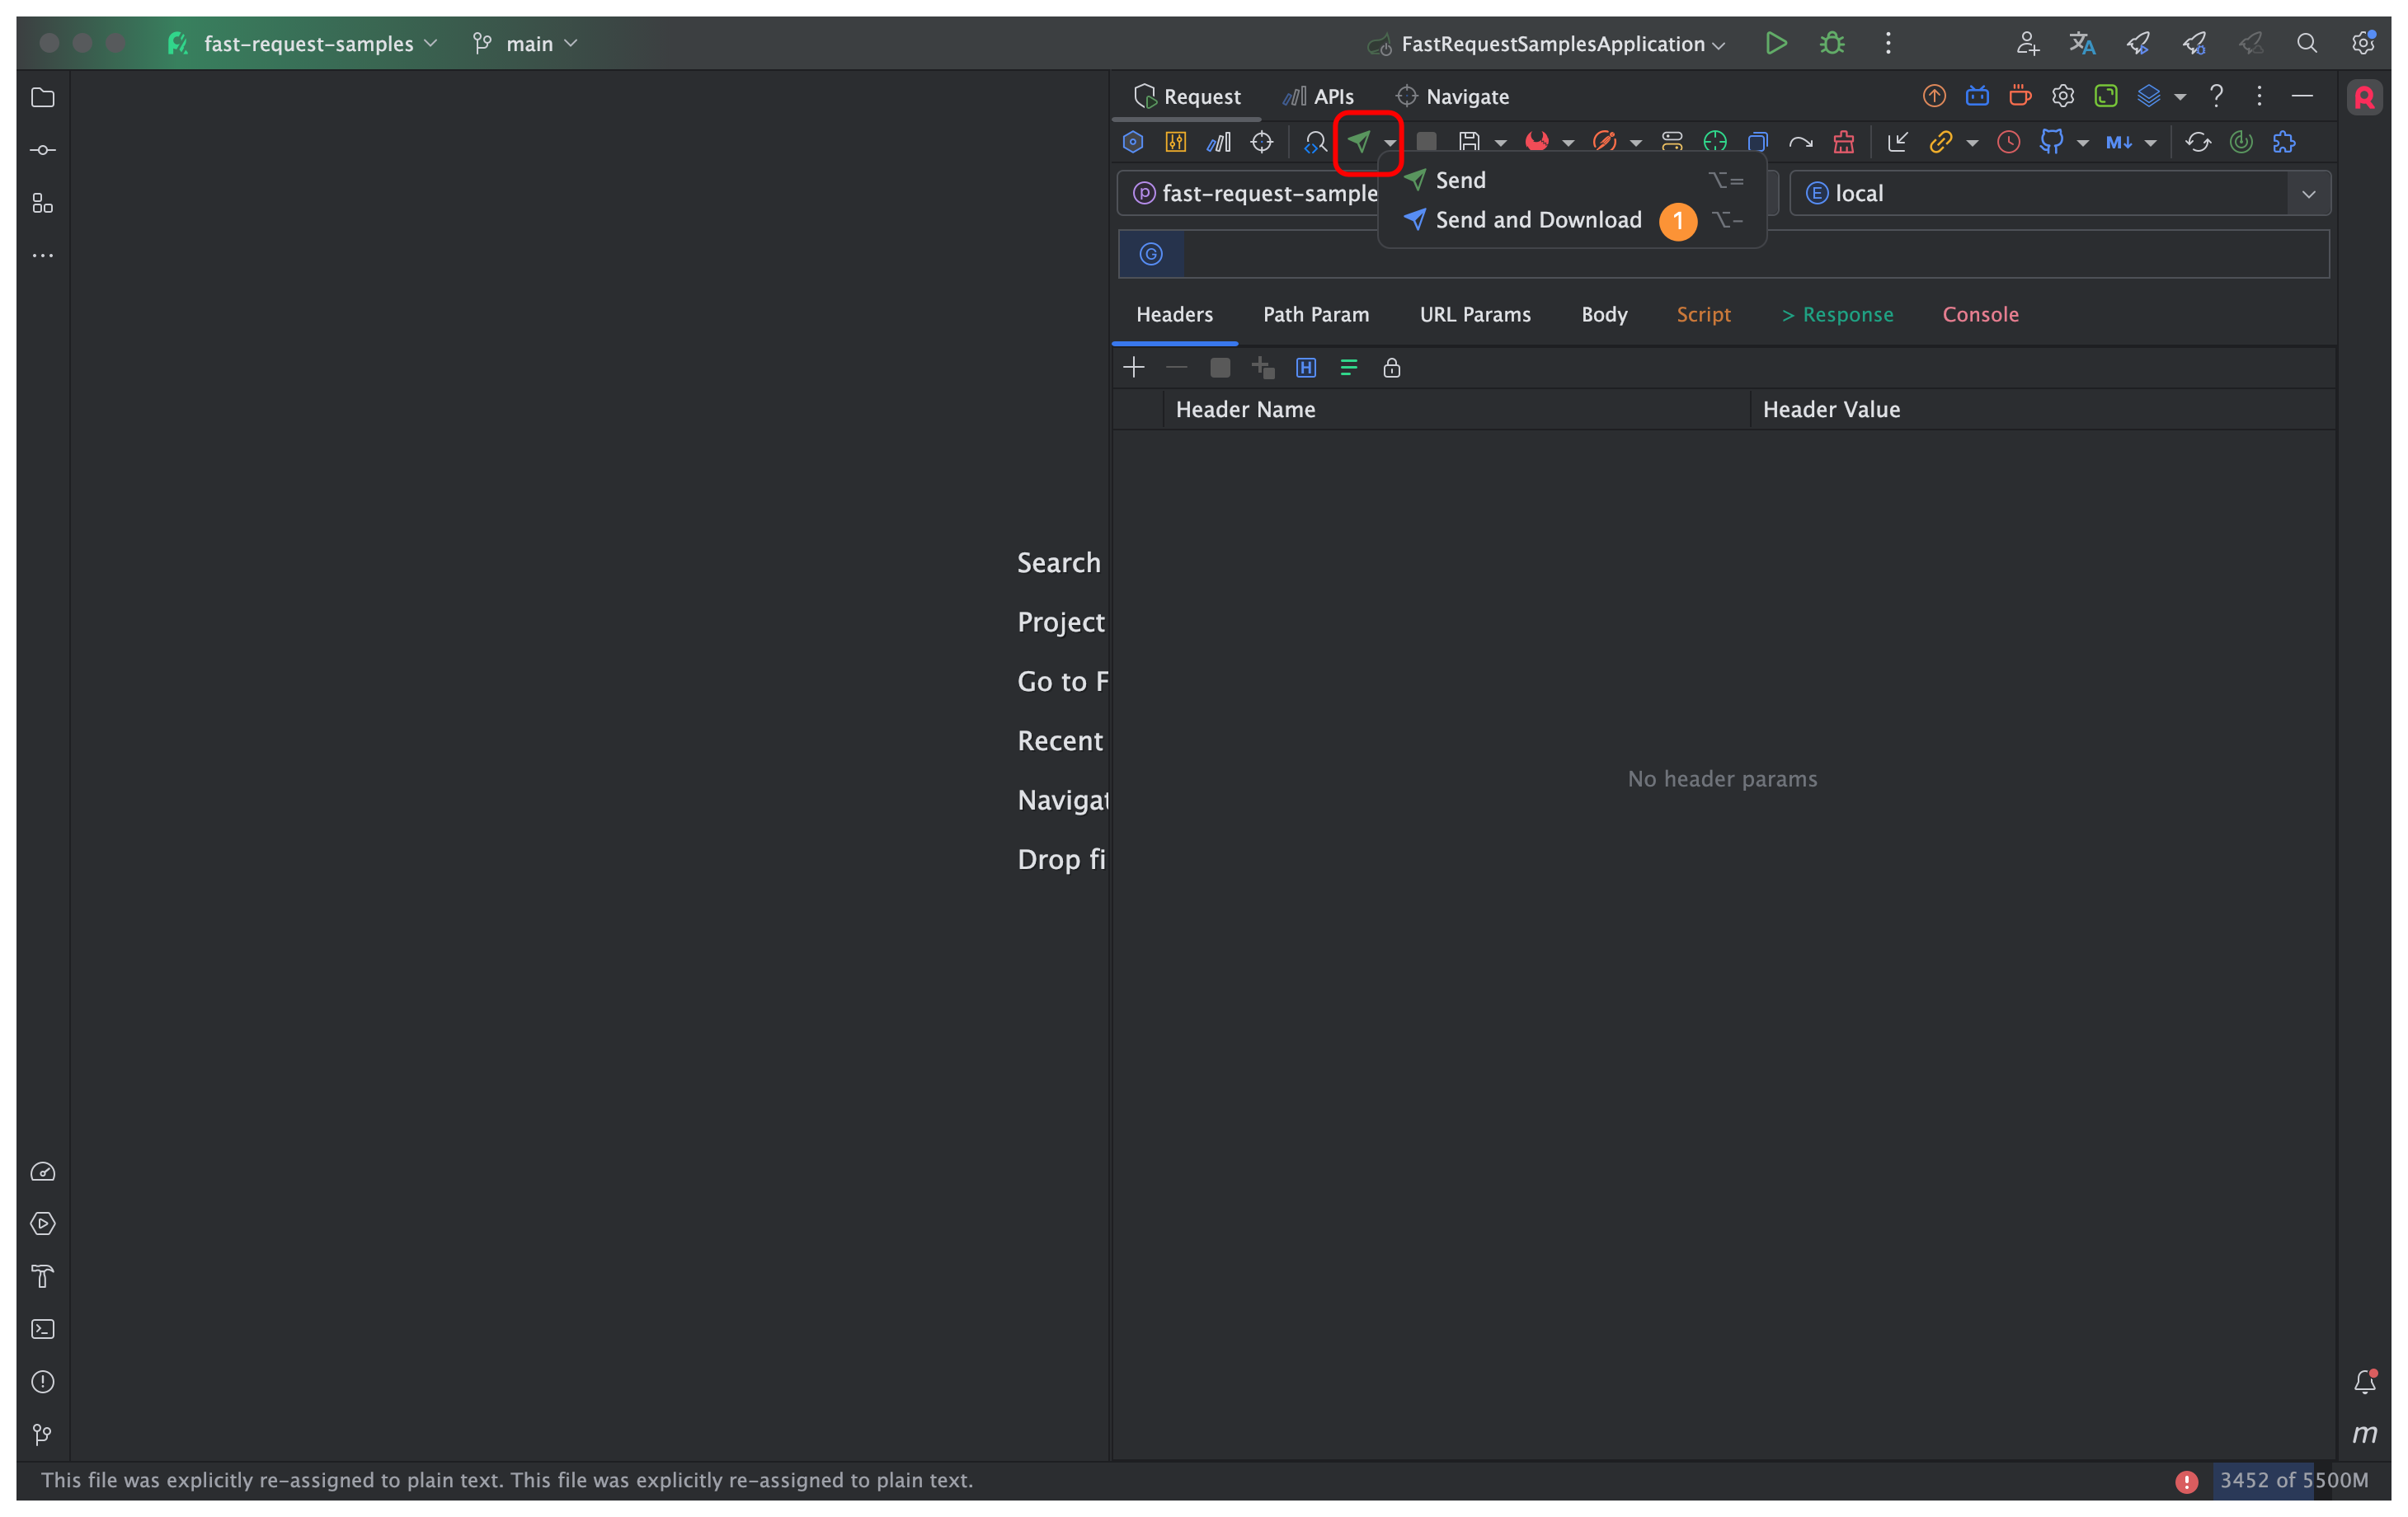 fast-request-samples
main
FastRequestSamplesApplication
Request
APIs
Navigate
Send ⌥=
Send and Download 1 ⌥-
P fast-request-sample
E local
G
Headers
Path Param
URL Params
Body
Script
> Response
Console
H
M↓
Header Name
Header Value
No header params
Search
Project
Go to F
Recent
Navigat
Drop fi
R
m
This file was explicitly re-assigned to plain text. This file was explicitly re-assigned to plain text.
3452 of 5500M